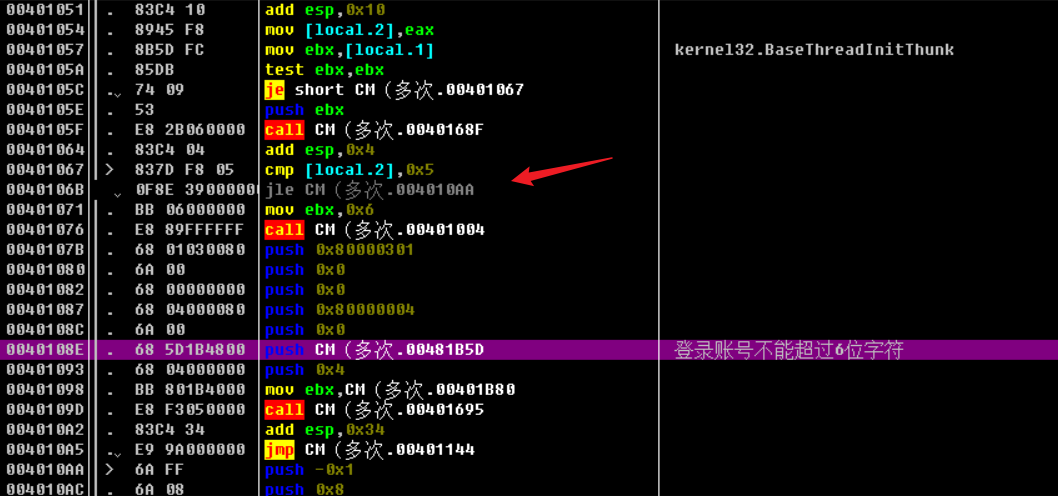 00401051 . 83C4 10 add esp,0x10
00401054 . 8945 F8 mov [local.2],eax
00401057 . 8B5D FC mov ebx,[local.1] kernel32.BaseThreadInitThunk
0040105A . 85DB test ebx,ebx
0040105C . 74 09 je short CM (多次.00401067
0040105E . 53 push ebx
0040105F . E8 2B060000 call CM (多次.0040168F
00401064 . 83C4 04 add esp,0x4
00401067 > 837D F8 05 cmp [local.2],0x5
0040106B 0F8E 39000000 jle CM (多次.004010AA
00401071 . BB 06000000 mov ebx,0x6
00401076 . E8 89FFFFFF call CM (多次.00401004
0040107B . 68 01030080 push 0x80000301
00401080 . 6A 00 push 0x0
00401082 . 68 00000000 push 0x0
00401087 . 68 04000080 push 0x80000004
0040108C . 6A 00 push 0x0
0040108E . 68 5D1B4800 push CM (多次.00481B5D 登录账号不能超过6位字符
00401093 . 68 04000000 push 0x4
00401098 . BB 801B4000 mov ebx,CM (多次.00401B80
0040109D . E8 F3050000 call CM (多次.00401695
004010A2 . 83C4 34 add esp,0x34
004010A5 . E9 9A000000 jmp CM (多次.00401144
004010AA > 6A FF push -0x1
004010AC . 6A 08 push 0x8